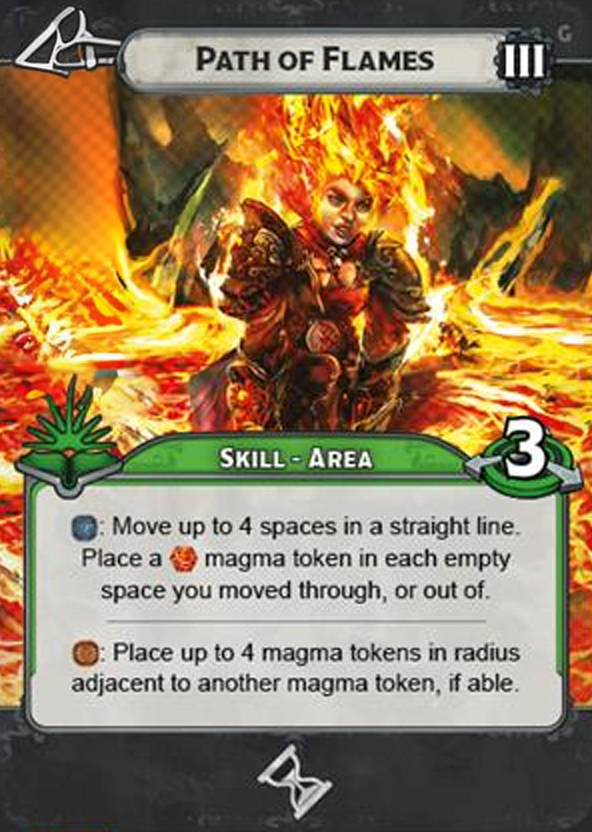 G
PATH OF FLAMES
III
SKILL - AREA
3
: Move up to 4 spaces in a straight line.
Place a magma token in each empty
space you moved through, or out of.
: Place up to 4 magma tokens in radius
adjacent to another magma token, if able.